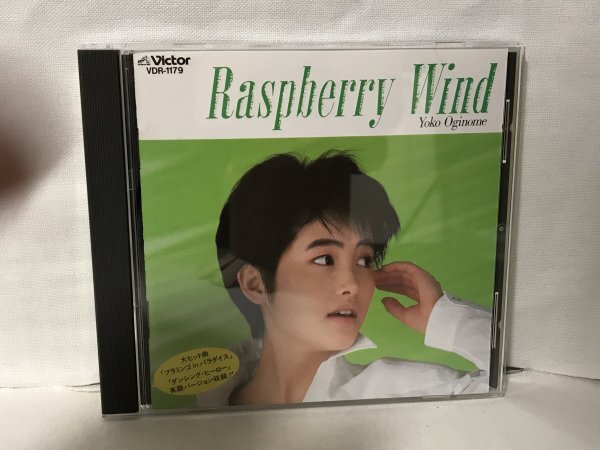 Victor
VDR-1179
Raspberry Wind
Yoko Oginome
大ヒット曲
「フラミンゴ in パラダイス」
「ダンシング・ヒーロー」
英語バージョン収録!!